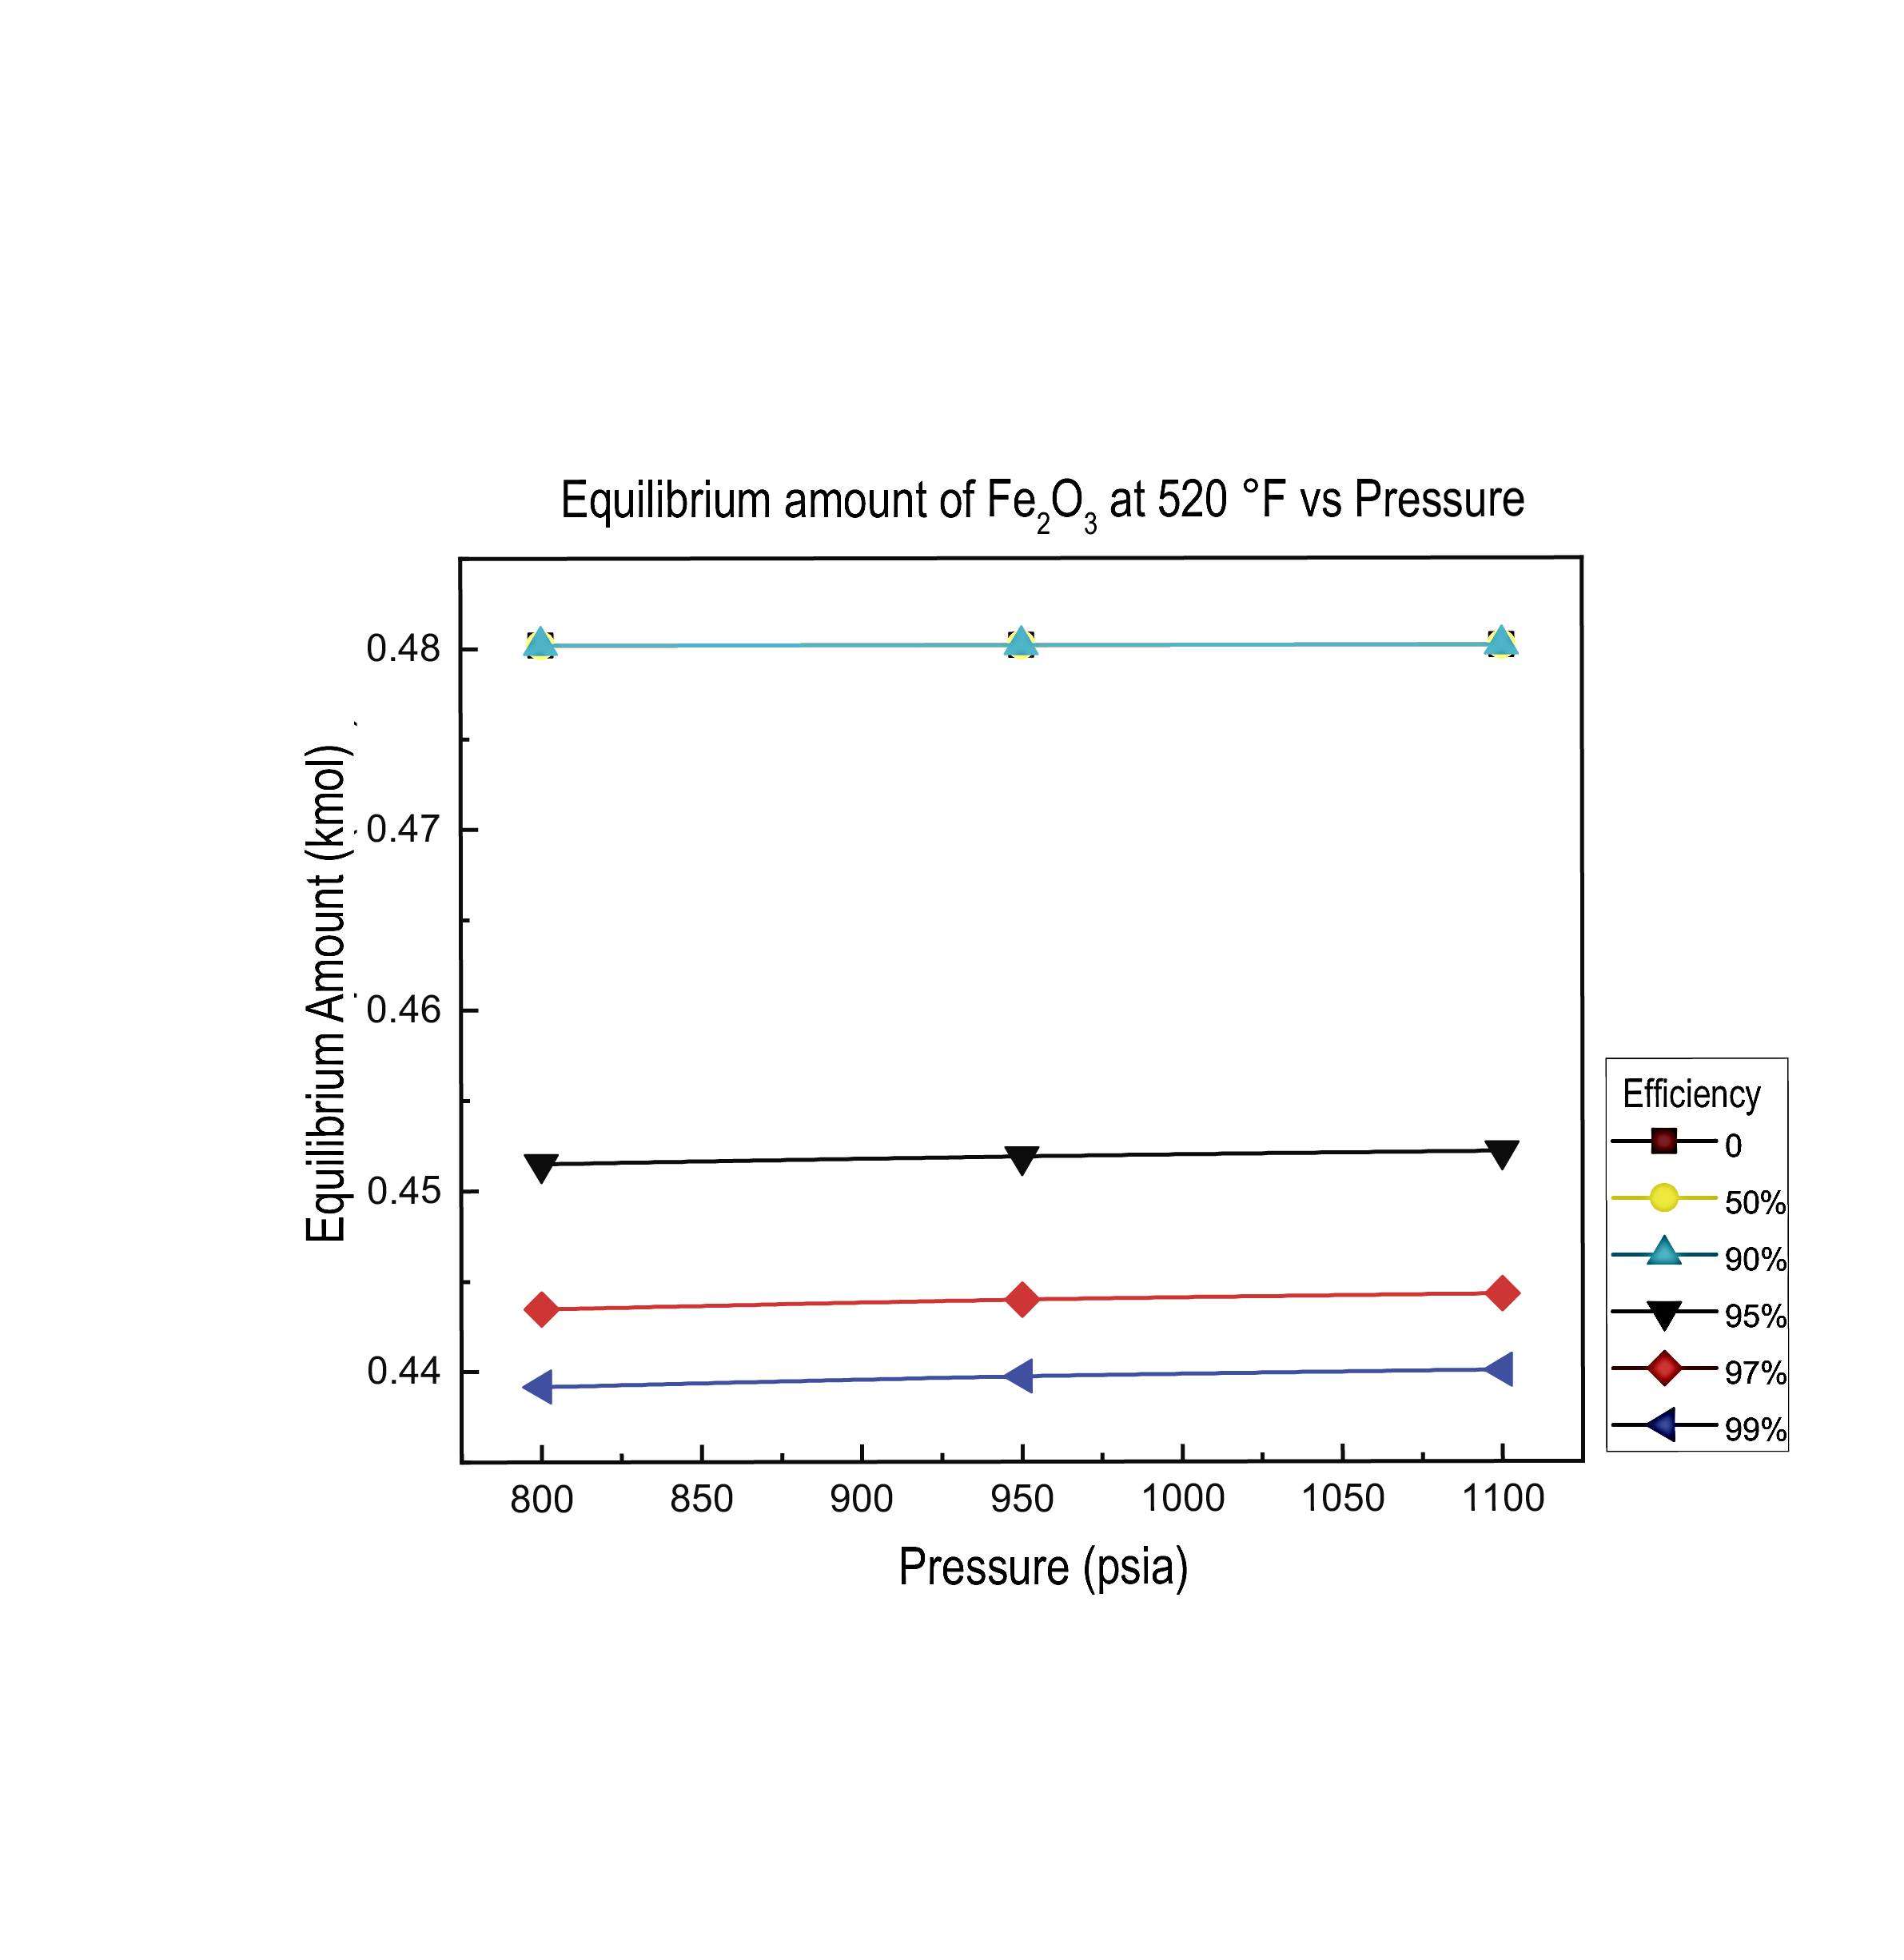 Equilibrium amount of Fe₂O₃ at 520 °F vs Pressure
Equilibrium Amount (kmol)
0.48
0.47
0.46
0.45
0.44
800 850 900 950 1000 1050 1100
Pressure (psia)
Efficiency
0
50%
90%
95%
97%
99%